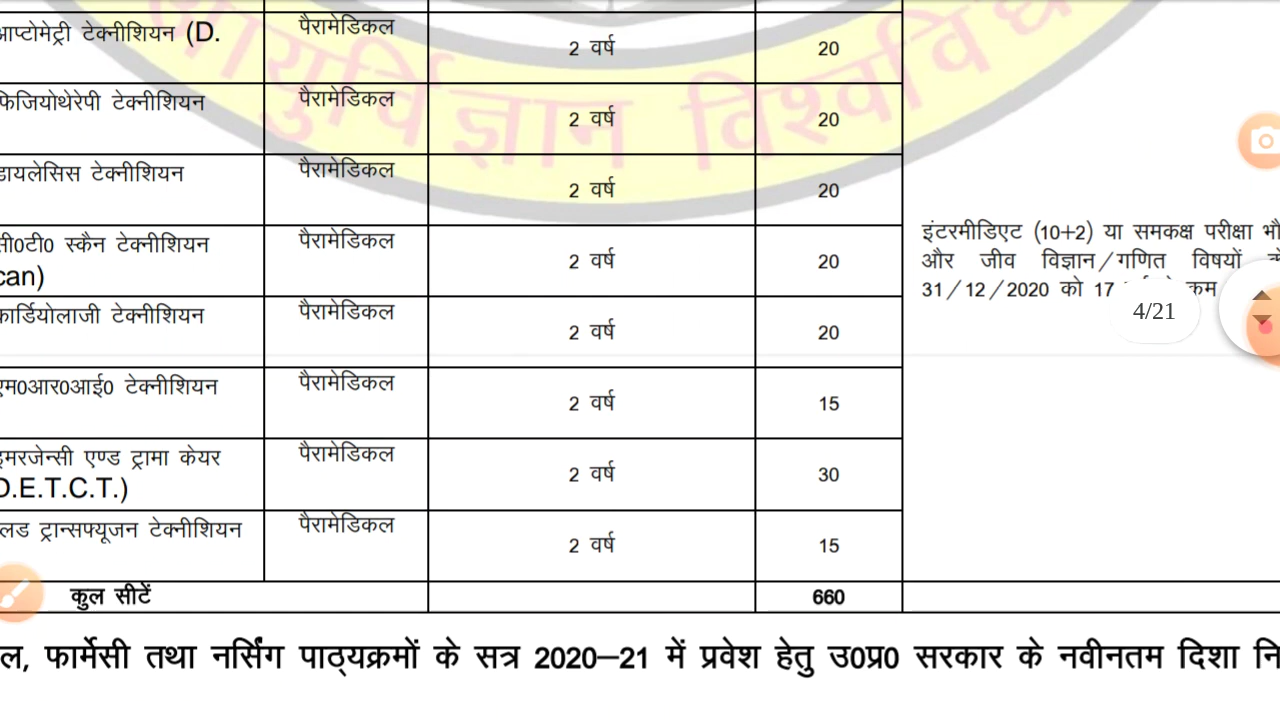 आप्टोमेट्री टेक्नीशियन (D. पैरामेडिकल 2 वर्ष 20
फिजियोथेरेपी टेक्नीशियन पैरामेडिकल 2 वर्ष 20
डायलेसिस टेक्नीशियन पैरामेडिकल 2 वर्ष 20
सी0टी0 स्कैन टेक्नीशियन पैरामेडिकल 2 वर्ष 20
can)
इंटरमीडिएट (10+2) या समकक्ष परीक्षा भौ
और जीव विज्ञान/गणित विषयों
31/12/2020 को 17 कम
4/21
कार्डियोलाजी टेक्नीशियन पैरामेडिकल 2 वर्ष 20
एम0आर0आई0 टेक्नीशियन पैरामेडिकल 2 वर्ष 15
इमरजेन्सी एण्ड ट्रामा केयर पैरामेडिकल 2 वर्ष 30
D.E.T.C.T.)
लड ट्रान्सफ्यूजन टेक्नीशियन पैरामेडिकल 2 वर्ष 15
कुल सीटें 660
ल, फार्मेसी तथा नर्सिंग पाठ्यक्रमों के सत्र 2020–21 में प्रवेश हेतु उ0प्र0 सरकार के नवीनतम दिशा नि
युर्विज्ञान विश्ववि